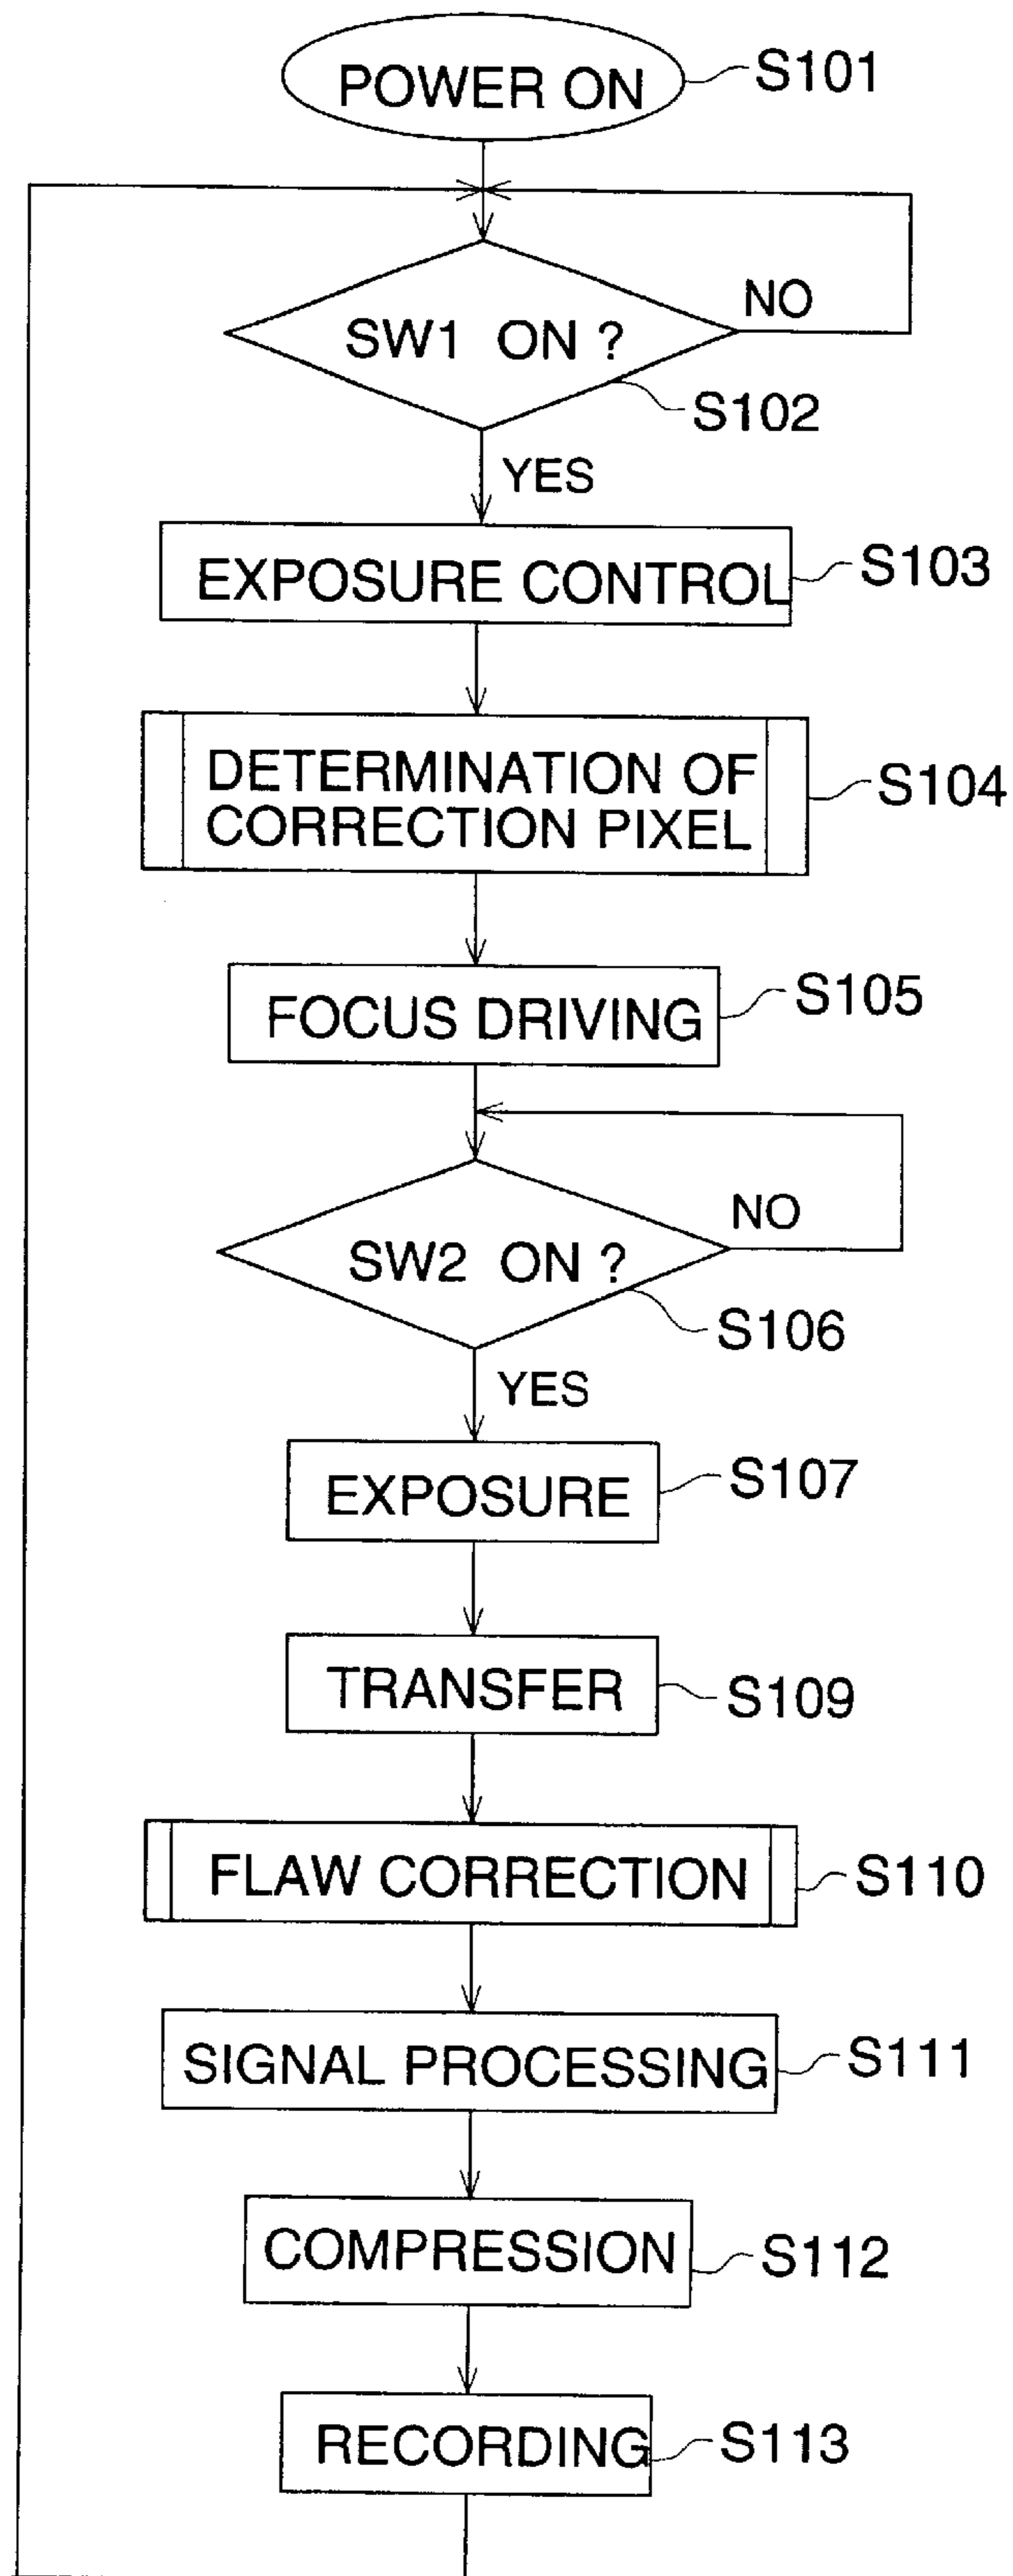 POWER ON
S101
SW1 ON ?
NO
S102
YES
EXPOSURE CONTROL
S103
DETERMINATION OF
CORRECTION PIXEL
S104
FOCUS DRIVING
S105
SW2 ON ?
NO
S106
YES
EXPOSURE
S107
TRANSFER
S109
FLAW CORRECTION
S110
SIGNAL PROCESSING
S111
COMPRESSION
S112
RECORDING
S113